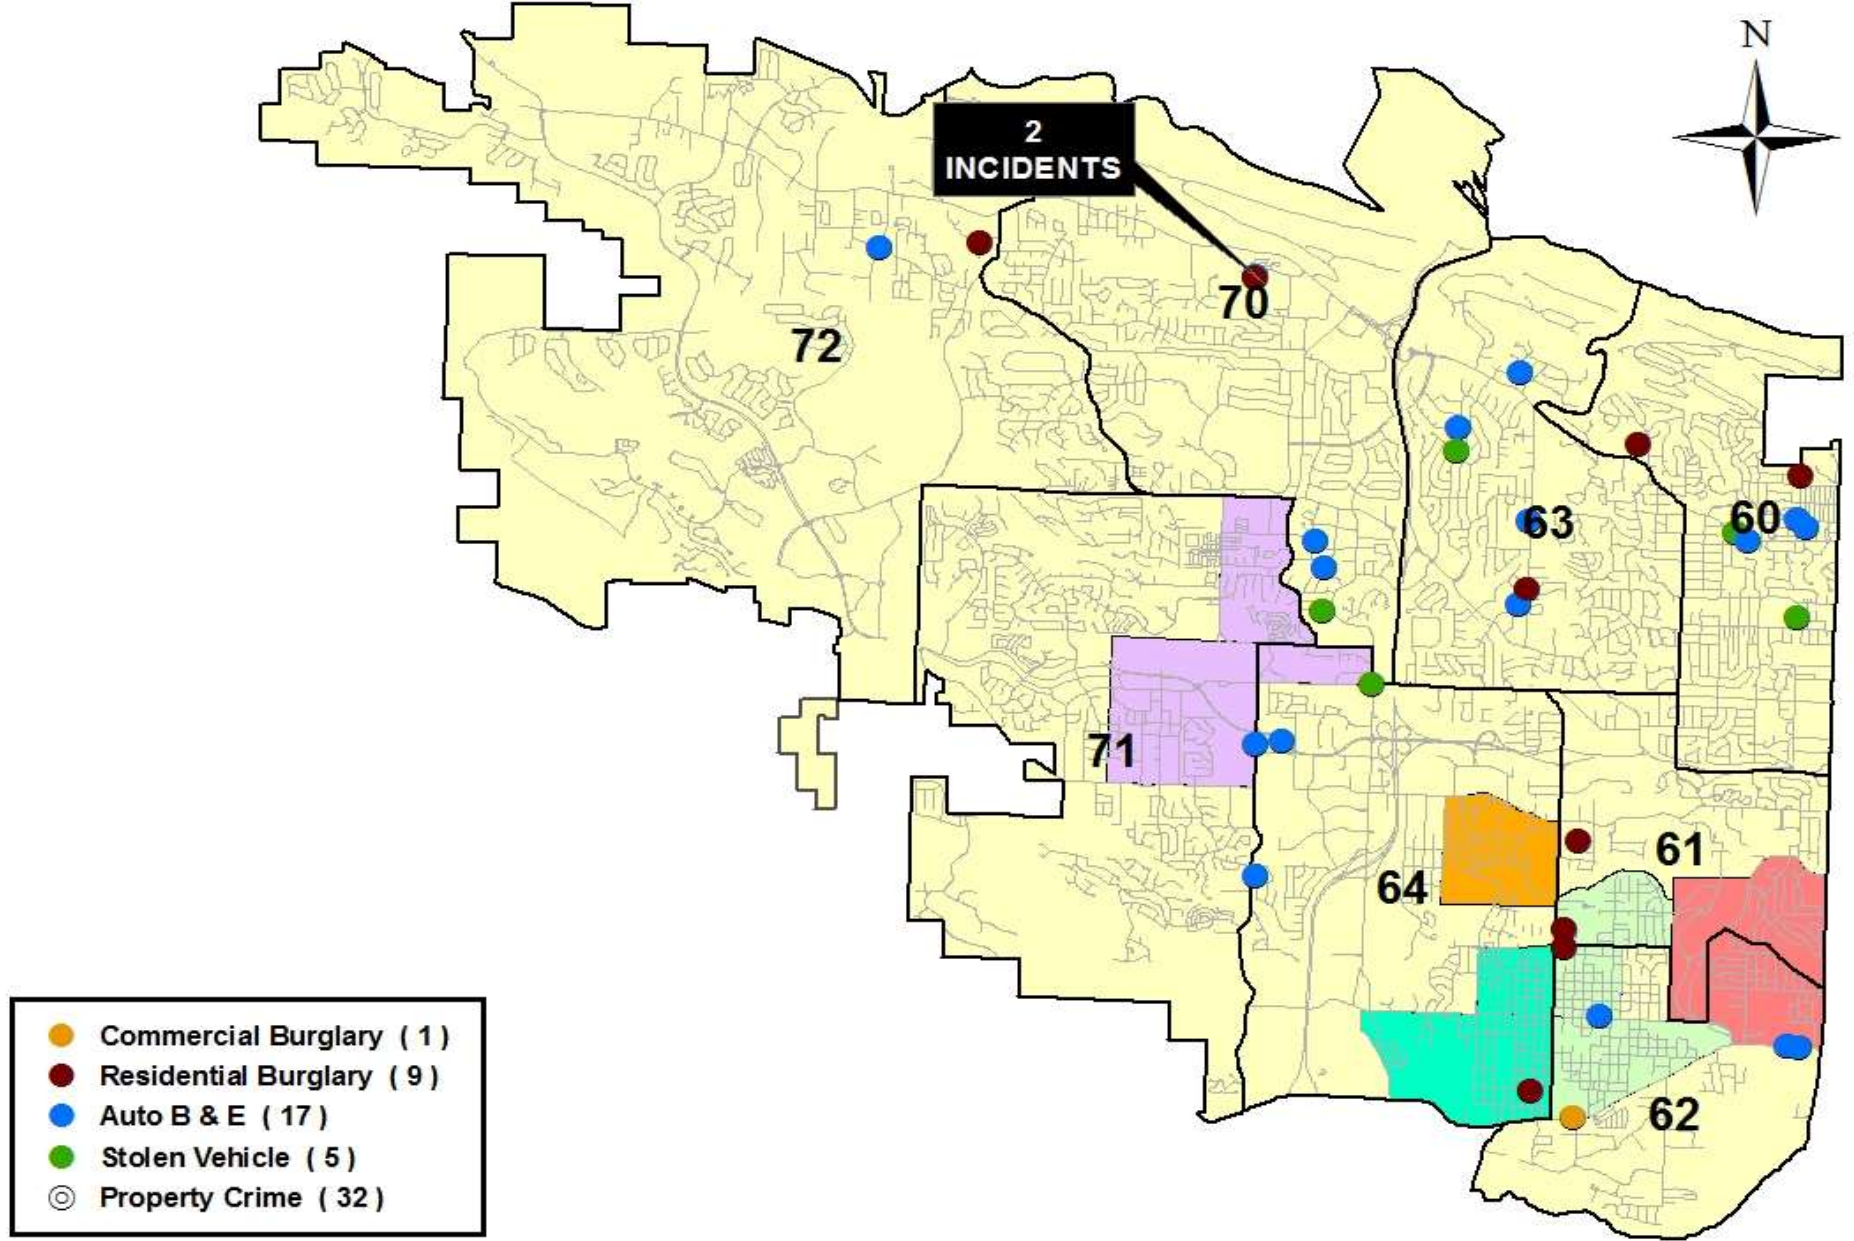 N
2
INCIDENTS
70
72
63
60
71
61
64
62
Commercial Burglary ( 1 )
Residential Burglary ( 9 )
Auto B & E ( 17 )
Stolen Vehicle ( 5 )
Property Crime ( 32 )